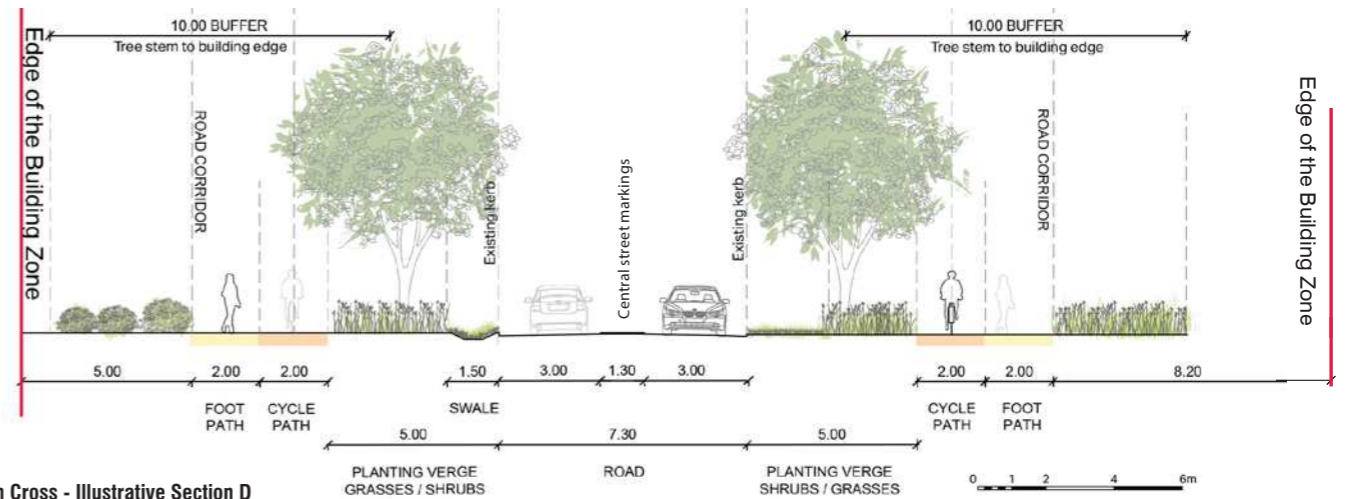 10.00 BUFFER
Tree stem to building edge
10.00 BUFFER
Tree stem to building edge
Edge of the Building Zone
ROAD CORRIDOR
Existing kerb
Central street markings
Existing kerb
ROAD CORRIDOR
Edge of the Building Zone
5.00
2.00
2.00
1.50
3.00
1.30
3.00
2.00
2.00
8.20
FOOT PATH
CYCLE PATH
SWALE
CYCLE PATH
FOOT PATH
5.00
7.30
5.00
PLANTING VERGE
GRASSES / SHRUBS
ROAD
PLANTING VERGE
SHRUBS / GRASSES
0 1 2 4 6m
Cross - Illustrative Section D